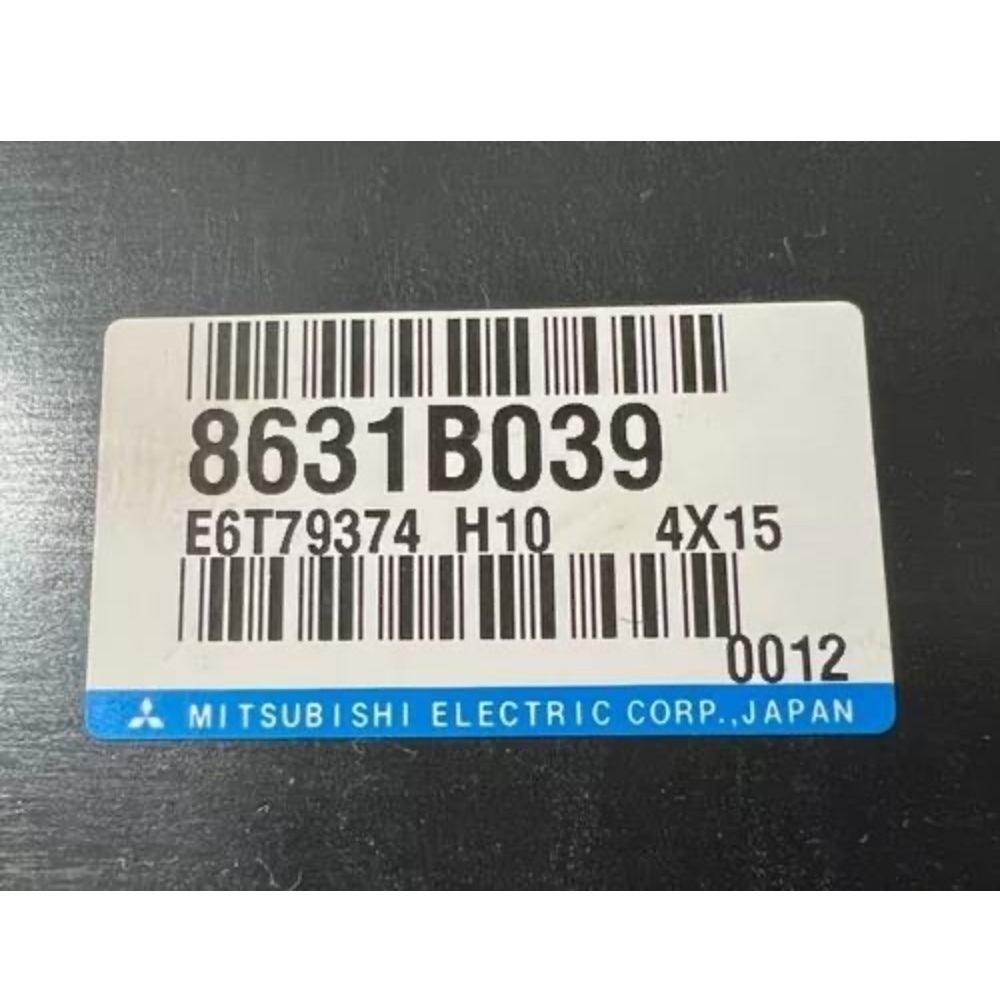 8631B039
E6T79374 H10 4X15
0012
MITSUBISHI ELECTRIC CORP.,JAPAN